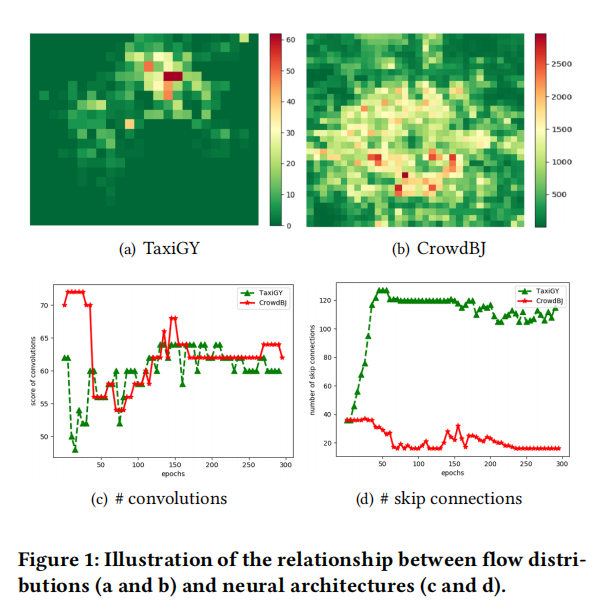 60
50
40
30
20
10
0
2500
2000
1500
1000
500
(a) TaxiGY
(b) CrowdBJ
TaxiGY
CrowdBJ
score of convolutions
70
65
60
55
50
50
100
150
200
250
300
epochs
TaxiGY
CrowdBJ
number of skip connections
120
100
80
60
40
20
50
100
150
200
250
300
epochs
(c) # convolutions
(d) # skip connections
Figure 1: Illustration of the relationship between flow distri-
butions (a and b) and neural architectures (c and d).